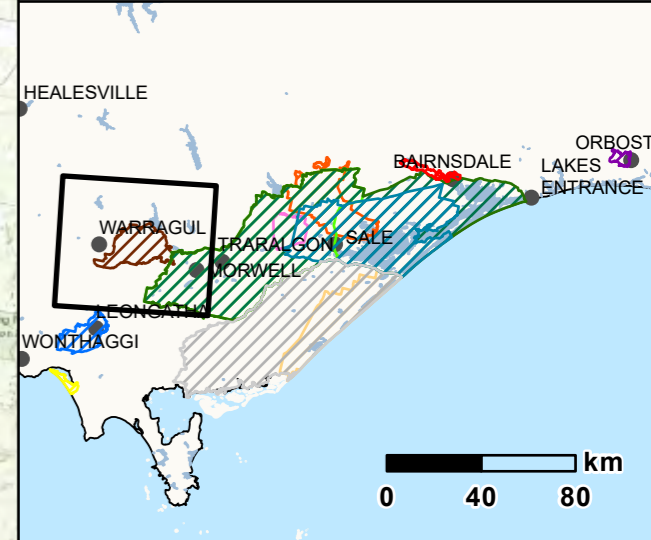 HEALESVILLE
ORBOST
BAIRNSDALE
LAKES
ENTRANCE
WARRAGUL
TRARALGON
SALE
MORWELL
LEONGATHA
WONTHAGGI
km
0 40 80